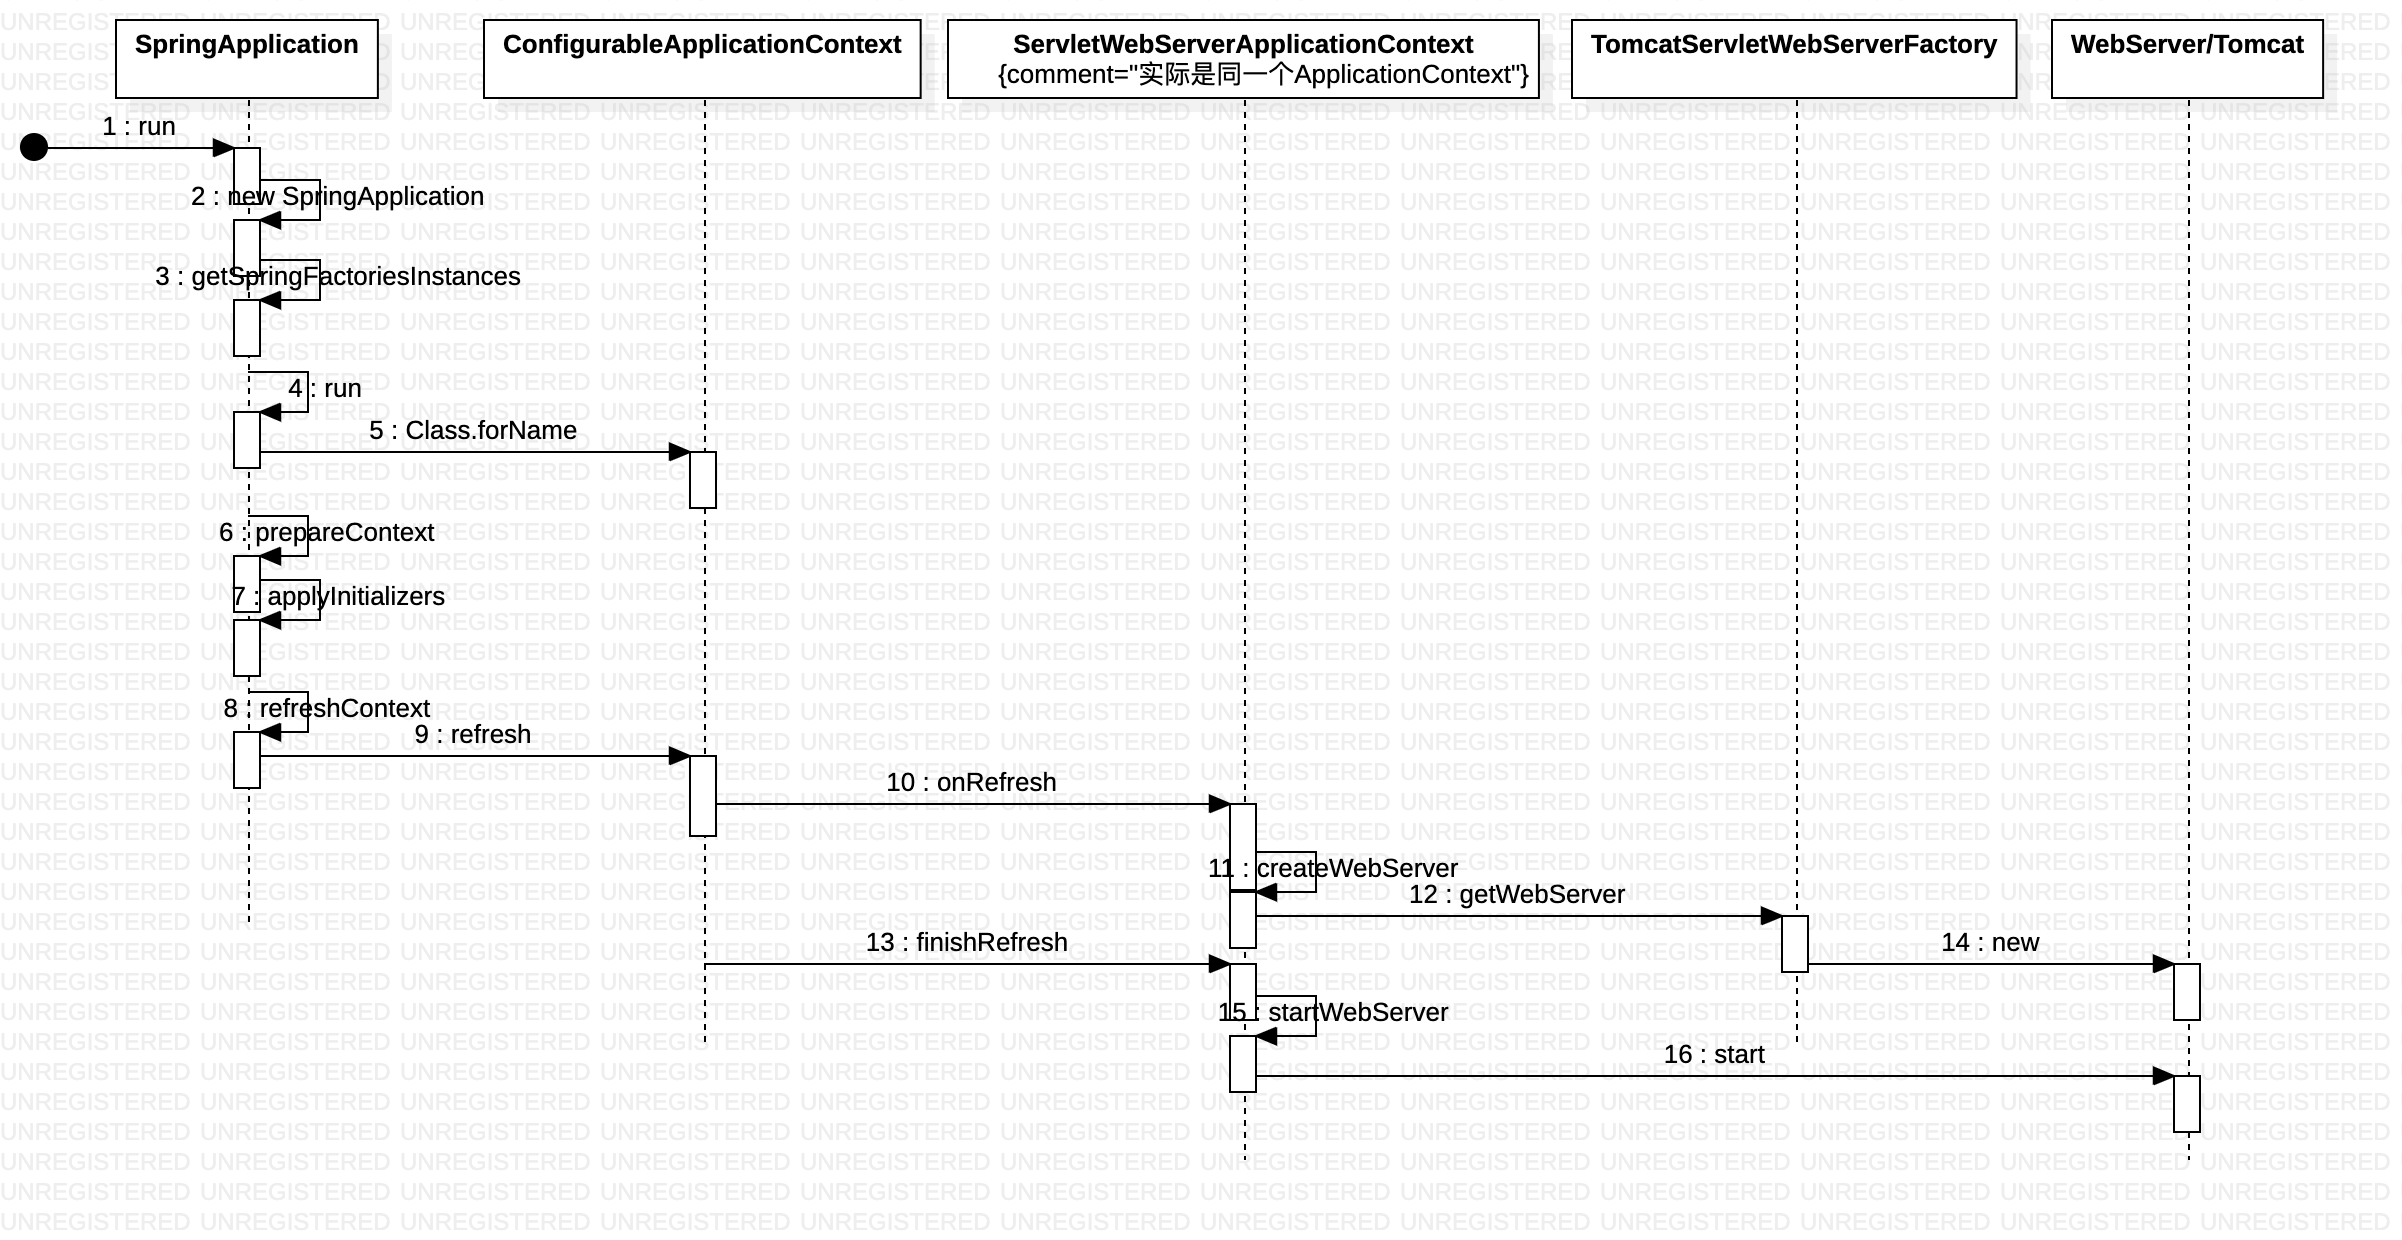 SpringApplication
ConfigurableApplicationContext
ServletWebServerApplicationContext
{comment="实际是同一个ApplicationContext"}
TomcatServletWebServerFactory
WebServer/Tomcat
1 : run
2 : new SpringApplication
3 : getSpringFactoriesInstances
4 : run
5 : Class.forName
6 : prepareContext
7 : applyInitializers
8 : refreshContext
9 : refresh
10 : onRefresh
11 : createWebServer
12 : getWebServer
13 : finishRefresh
14 : new
15 : startWebServer
16 : start
UNREGISTERED